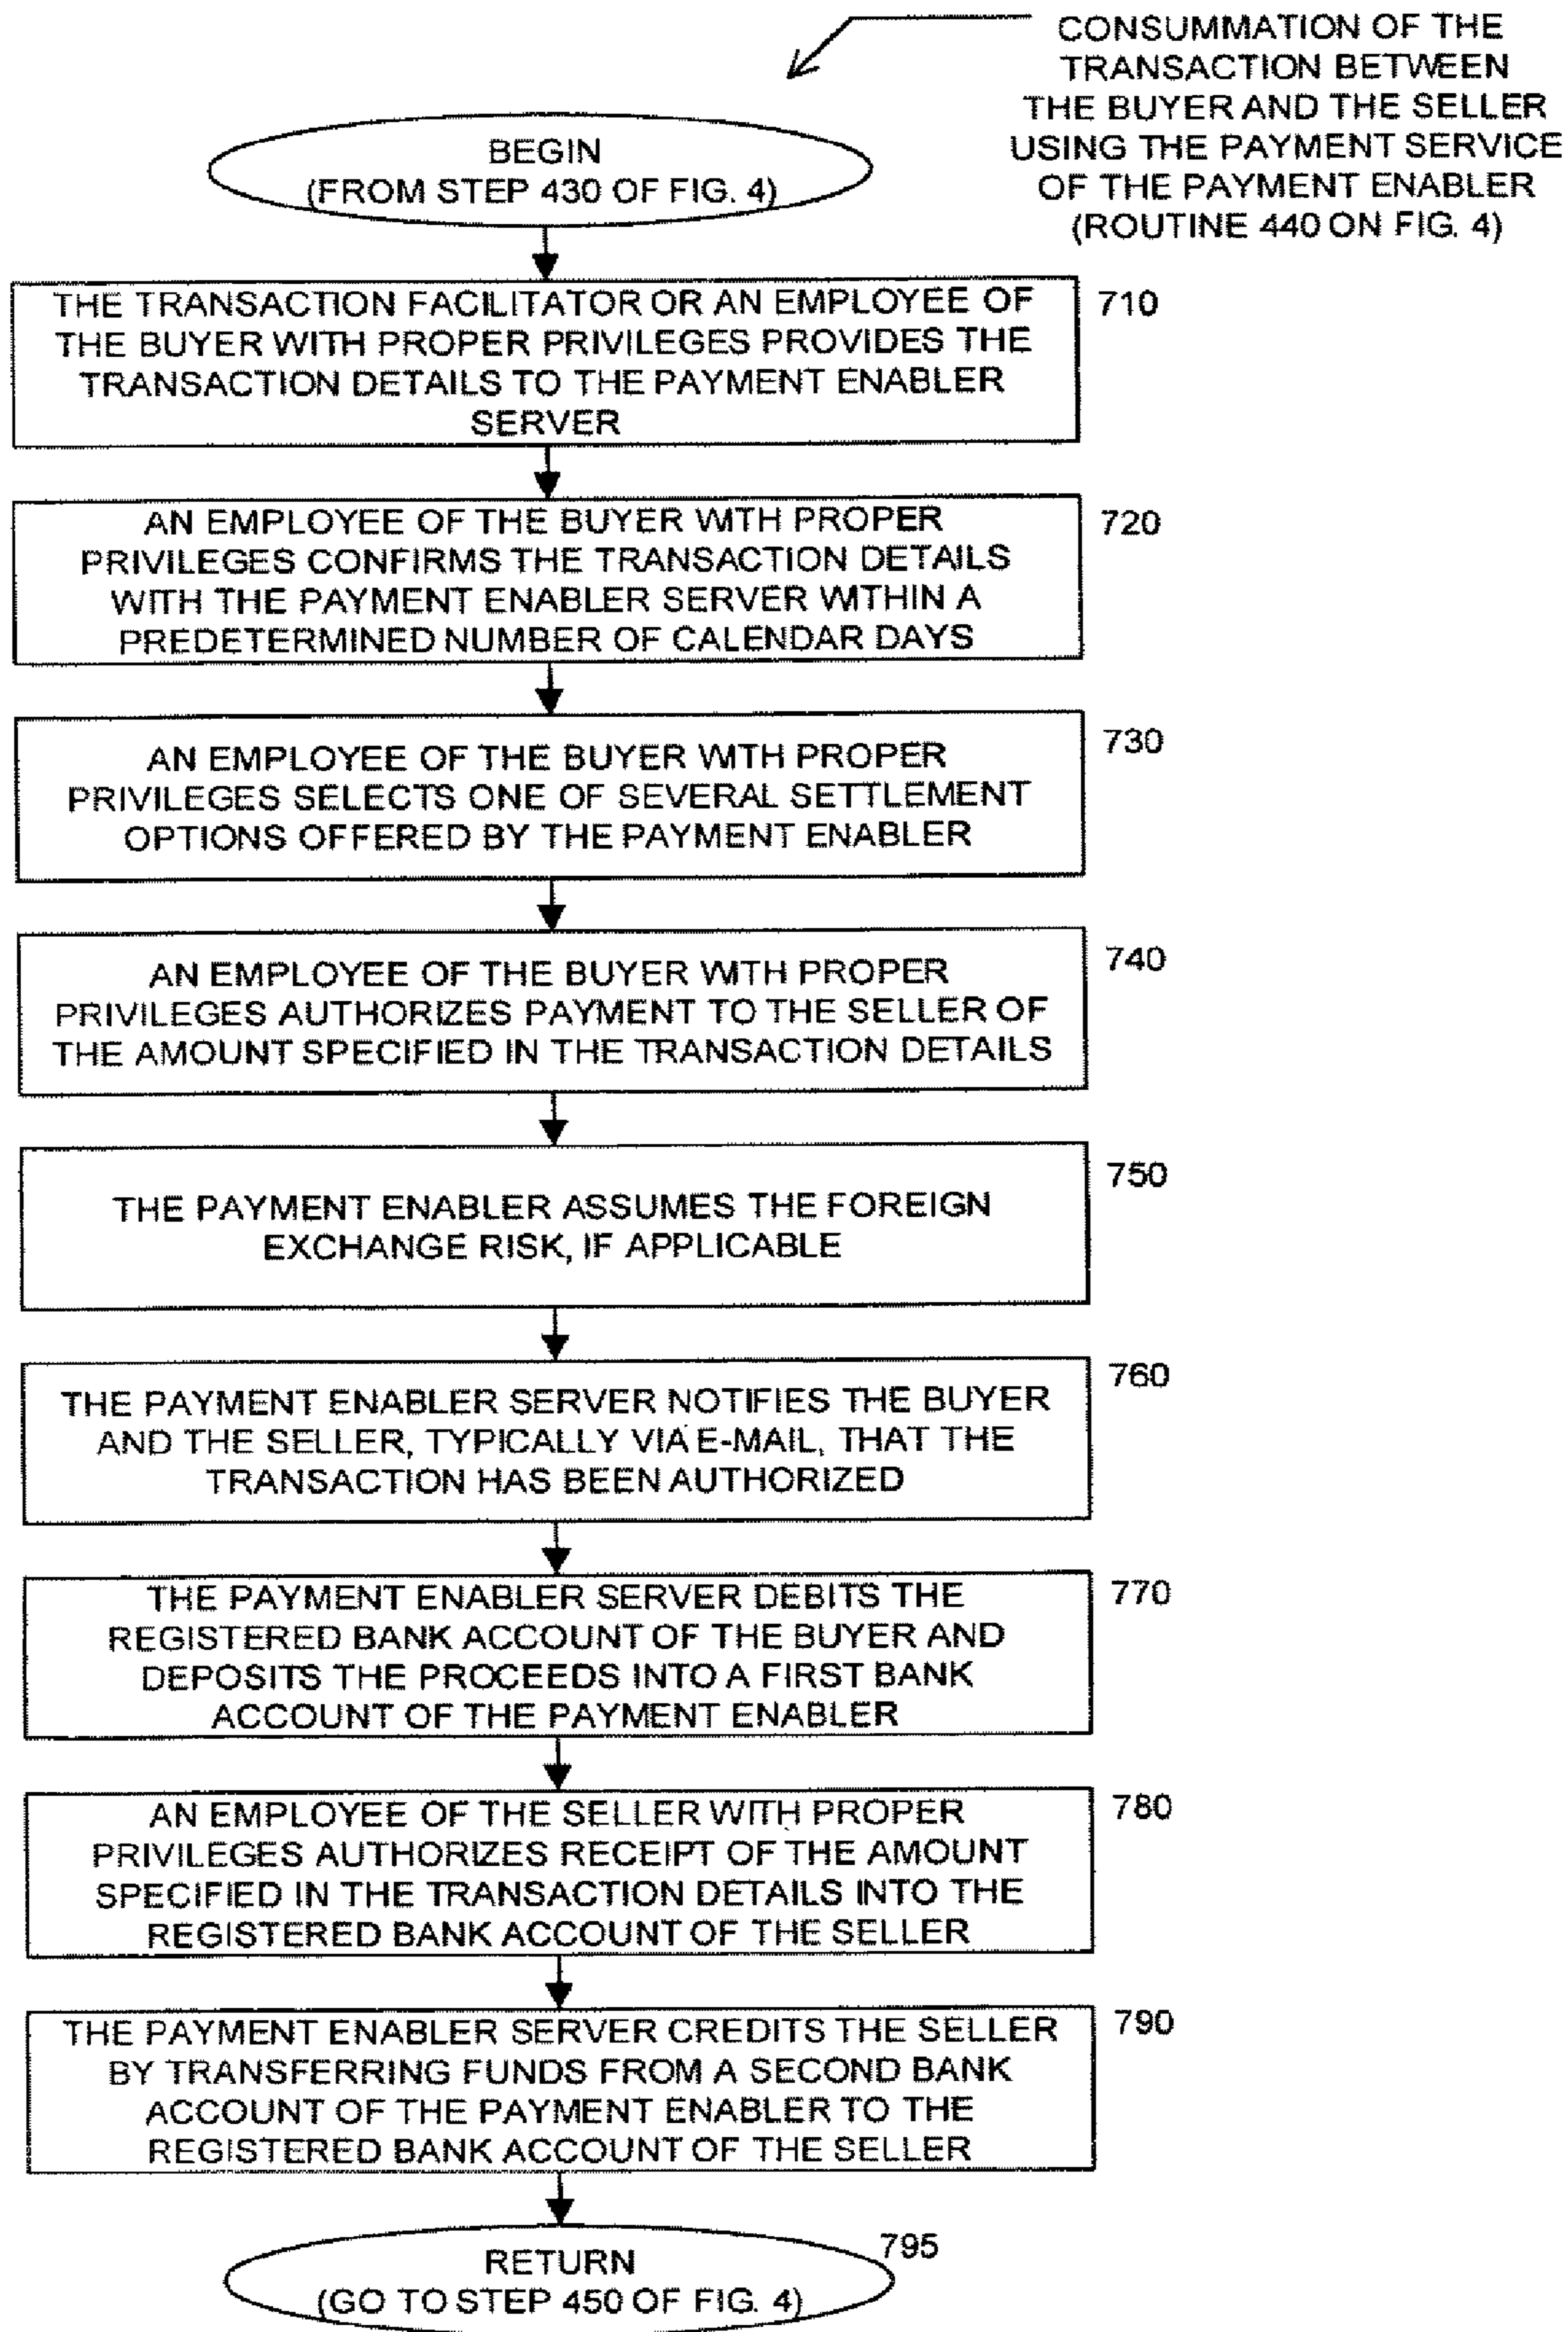 CONSUMMATION OF THE
TRANSACTION BETWEEN
THE BUYER AND THE SELLER
USING THE PAYMENT SERVICE
OF THE PAYMENT ENABLER
(ROUTINE 440 ON FIG. 4)
BEGIN
(FROM STEP 430 OF FIG. 4)
710
THE TRANSACTION FACILITATOR OR AN EMPLOYEE OF
THE BUYER WITH PROPER PRIVILEGES PROVIDES THE
TRANSACTION DETAILS TO THE PAYMENT ENABLER
SERVER
720
AN EMPLOYEE OF THE BUYER WITH PROPER
PRIVILEGES CONFIRMS THE TRANSACTION DETAILS
WITH THE PAYMENT ENABLER SERVER WITHIN A
PREDETERMINED NUMBER OF CALENDAR DAYS
730
AN EMPLOYEE OF THE BUYER WITH PROPER
PRIVILEGES SELECTS ONE OF SEVERAL SETTLEMENT
OPTIONS OFFERED BY THE PAYMENT ENABLER
740
AN EMPLOYEE OF THE BUYER WITH PROPER
PRIVILEGES AUTHORIZES PAYMENT TO THE SELLER OF
THE AMOUNT SPECIFIED IN THE TRANSACTION DETAILS
750
THE PAYMENT ENABLER ASSUMES THE FOREIGN
EXCHANGE RISK, IF APPLICABLE
760
THE PAYMENT ENABLER SERVER NOTIFIES THE BUYER
AND THE SELLER, TYPICALLY VIA E-MAIL, THAT THE
TRANSACTION HAS BEEN AUTHORIZED
770
THE PAYMENT ENABLER SERVER DEBITS THE
REGISTERED BANK ACCOUNT OF THE BUYER AND
DEPOSITS THE PROCEEDS INTO A FIRST BANK
ACCOUNT OF THE PAYMENT ENABLER
780
AN EMPLOYEE OF THE SELLER WITH PROPER
PRIVILEGES AUTHORIZES RECEIPT OF THE AMOUNT
SPECIFIED IN THE TRANSACTION DETAILS INTO THE
REGISTERED BANK ACCOUNT OF THE SELLER
790
THE PAYMENT ENABLER SERVER CREDITS THE SELLER
BY TRANSFERRING FUNDS FROM A SECOND BANK
ACCOUNT OF THE PAYMENT ENABLER TO THE
REGISTERED BANK ACCOUNT OF THE SELLER
795
RETURN
(GO TO STEP 450 OF FIG. 4)